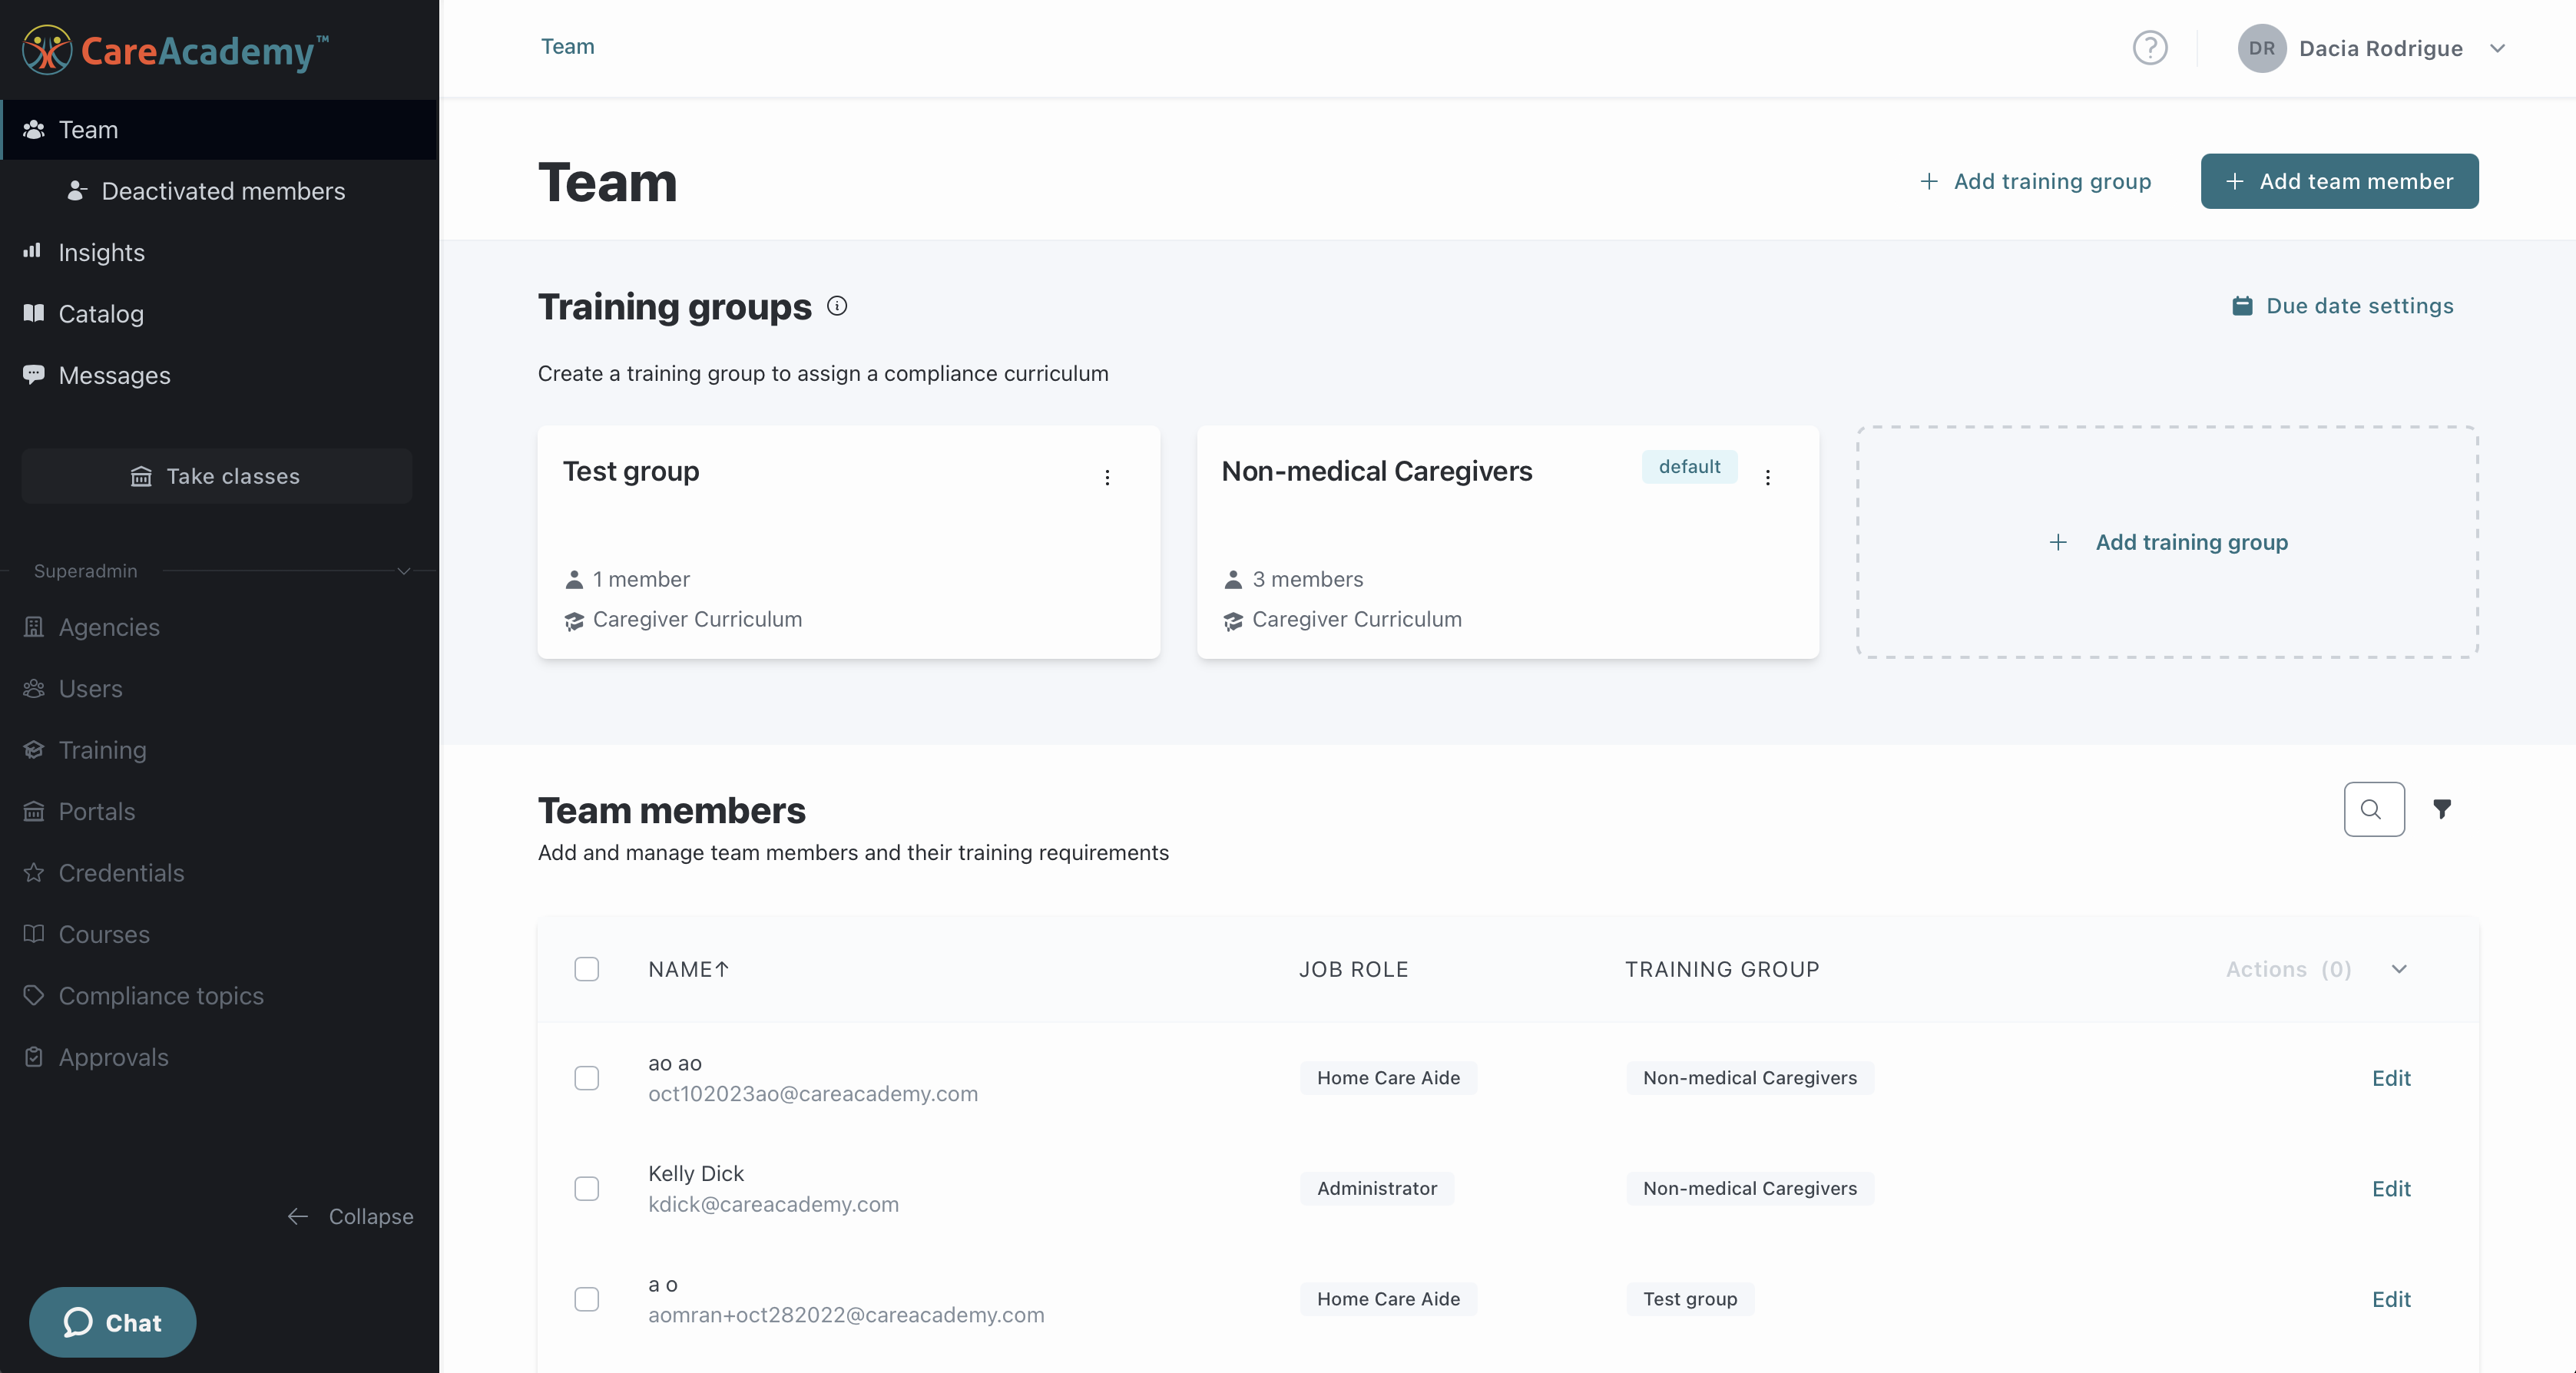 CareAcademy™
Team
Deactivated members
Insights
Catalog
Messages
Take classes
Superadmin
Agencies
Users
Training
Portals
Credentials
Courses
Compliance topics
Approvals
Collapse
Chat
Team
DR Dacia Rodrigue
Team
+ Add training group
+ Add team member
Training groups
Due date settings
Create a training group to assign a compliance curriculum
Test group
1 member
Caregiver Curriculum
Non-medical Caregivers default
3 members
Caregiver Curriculum
+ Add training group
Team members
Add and manage team members and their training requirements
NAME↑ JOB ROLE TRAINING GROUP Actions (0)
ao ao
oct102023ao@careacademy.com
Home Care Aide Non-medical Caregivers Edit
Kelly Dick
kdick@careacademy.com
Administrator Non-medical Caregivers Edit
a o
aomran+oct282022@careacademy.com
Home Care Aide Test group Edit